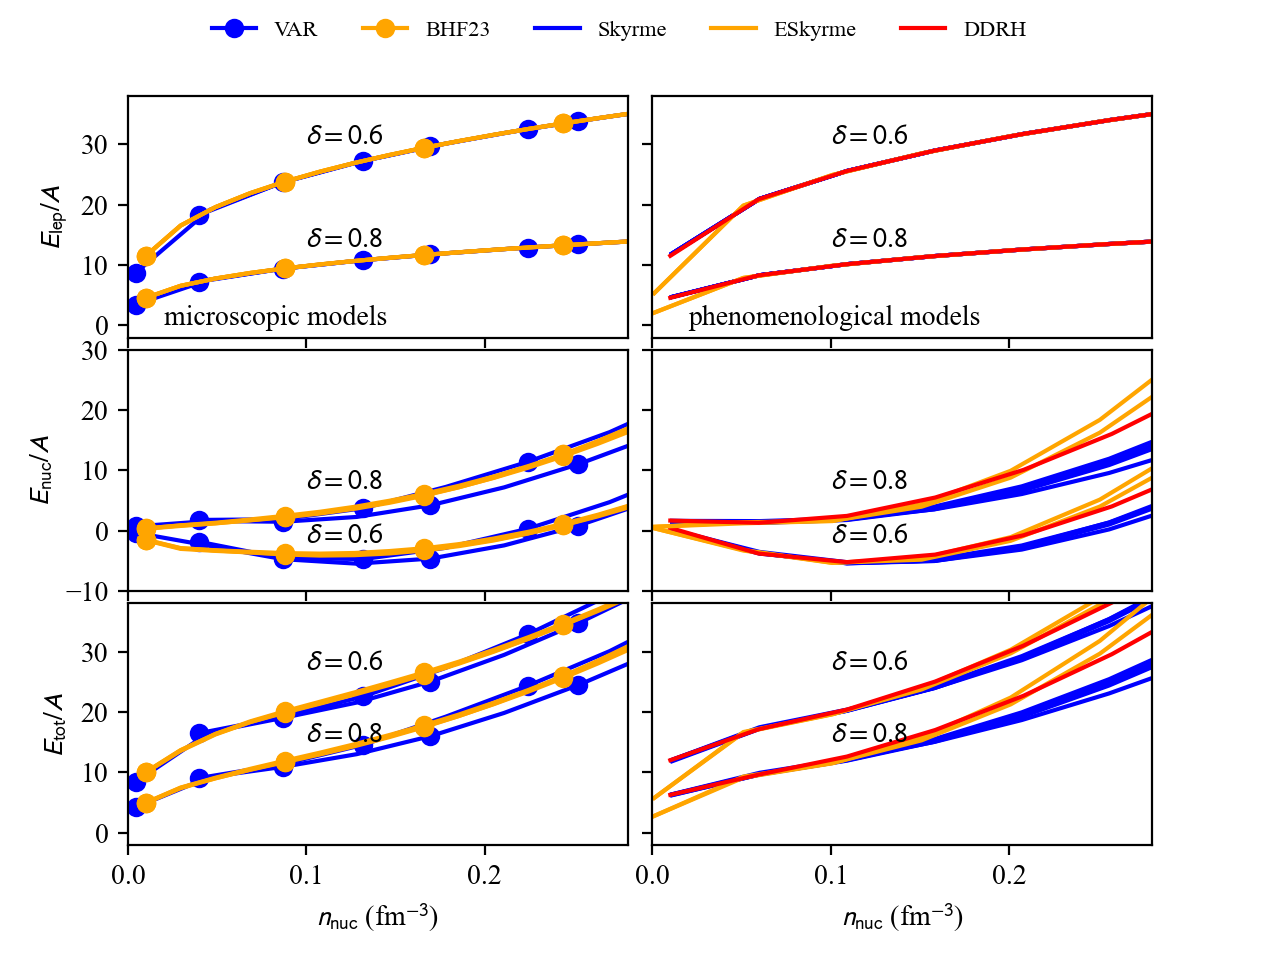 VAR BHF23 Skyrme ESkyrme DDRH
E_lep/A
30
20
10
0
δ = 0.6
δ = 0.8
microscopic models
δ = 0.6
δ = 0.8
phenomenological models
E_nuc/A
30
20
10
0
−10
δ = 0.8
δ = 0.6
δ = 0.8
δ = 0.6
E_tot/A
30
20
10
0
δ = 0.6
δ = 0.8
δ = 0.6
δ = 0.8
0.0 0.1 0.2
0.0 0.1 0.2
n_nuc (fm⁻³)
n_nuc (fm⁻³)